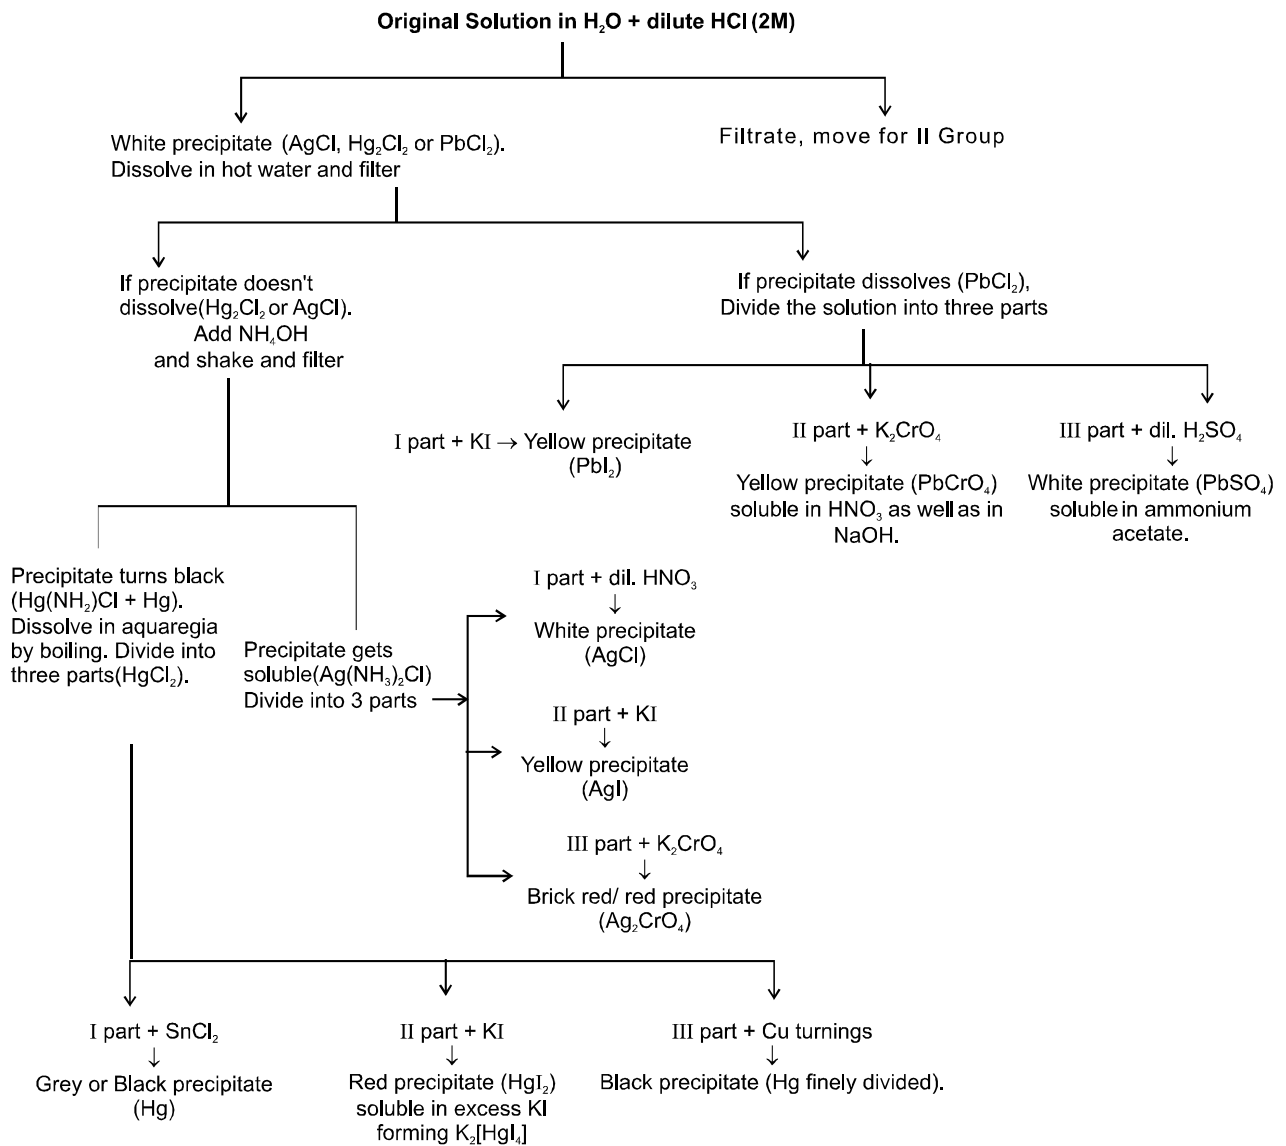 Original Solution in H₂O + dilute HCl (2M)
White precipitate (AgCl, Hg₂Cl₂ or PbCl₂).
Dissolve in hot water and filter
Filtrate, move for II Group
If precipitate doesn't
dissolve(Hg₂Cl₂ or AgCl).
Add NH₄OH
and shake and filter
If precipitate dissolves (PbCl₂),
Divide the solution into three parts
I part + KI → Yellow precipitate
(PbI₂)
II part + K₂CrO₄
↓
Yellow precipitate (PbCrO₄)
soluble in HNO₃ as well as in
NaOH.
III part + dil. H₂SO₄
↓
White precipitate (PbSO₄)
soluble in ammonium
acetate.
Precipitate turns black
(Hg(NH₂)Cl + Hg).
Dissolve in aquaregia
by boiling. Divide into
three parts(HgCl₂).
Precipitate gets
soluble(Ag(NH₃)₂Cl)
Divide into 3 parts
I part + dil. HNO₃
↓
White precipitate
(AgCl)
II part + KI
↓
Yellow precipitate
(AgI)
III part + K₂CrO₄
↓
Brick red/ red precipitate
(Ag₂CrO₄)
I part + SnCl₂
↓
Grey or Black precipitate
(Hg)
II part + KI
↓
Red precipitate (HgI₂)
soluble in excess KI
forming K₂[HgI₄]
III part + Cu turnings
↓
Black precipitate (Hg finely divided).